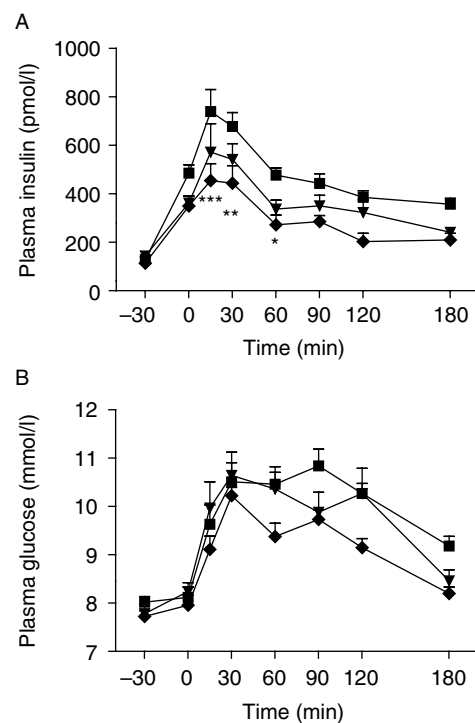 A
1000
800
600
400
200
0
Plasma insulin (pmol/l)
***
**
*
–30 0 30 60 90 120 180
Time (min)
B
12
11
10
9
8
7
Plasma glucose (mmol/l)
–30 0 30 60 90 120 180
Time (min)